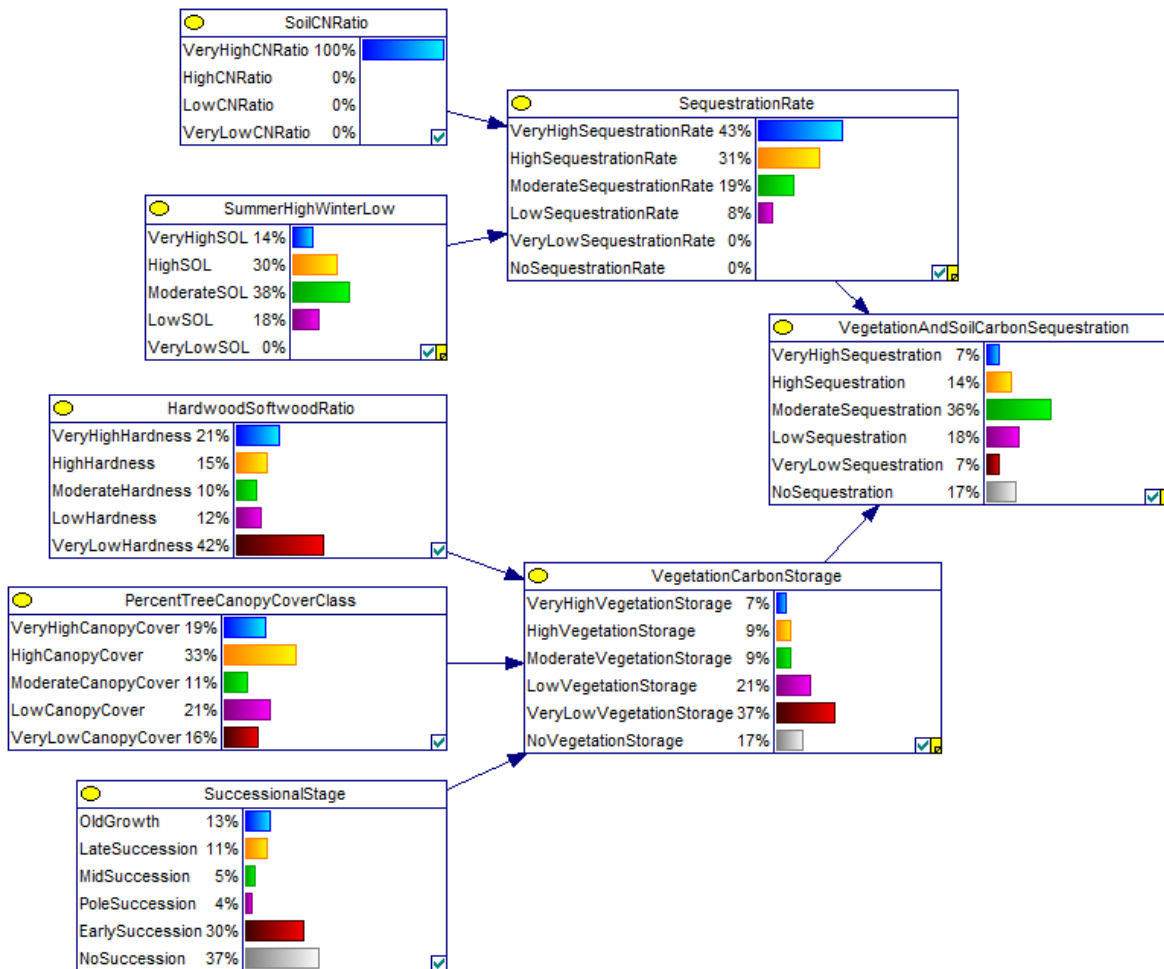 SoilCNRatio
VeryHighCNRatio 100%
HighCNRatio 0%
LowCNRatio 0%
VeryLowCNRatio 0%
SequestrationRate
VeryHighSequestrationRate 43%
HighSequestrationRate 31%
ModerateSequestrationRate 19%
LowSequestrationRate 8%
VeryLowSequestrationRate 0%
NoSequestrationRate 0%
SummerHighWinterLow
VeryHighSOL 14%
HighSOL 30%
ModerateSOL 38%
LowSOL 18%
VeryLowSOL 0%
VegetationAndSoilCarbonSequestration
VeryHighSequestration 7%
HighSequestration 14%
ModerateSequestration 36%
LowSequestration 18%
VeryLowSequestration 7%
NoSequestration 17%
HardwoodSoftwoodRatio
VeryHighHardness 21%
HighHardness 15%
ModerateHardness 10%
LowHardness 12%
VeryLowHardness 42%
VegetationCarbonStorage
VeryHighVegetationStorage 7%
HighVegetationStorage 9%
ModerateVegetationStorage 9%
LowVegetationStorage 21%
VeryLowVegetationStorage 37%
NoVegetationStorage 17%
PercentTreeCanopyCoverClass
VeryHighCanopyCover 19%
HighCanopyCover 33%
ModerateCanopyCover 11%
LowCanopyCover 21%
VeryLowCanopyCover 16%
SuccessionalStage
OldGrowth 13%
LateSuccession 11%
MidSuccession 5%
PoleSuccession 4%
EarlySuccession 30%
NoSuccession 37%